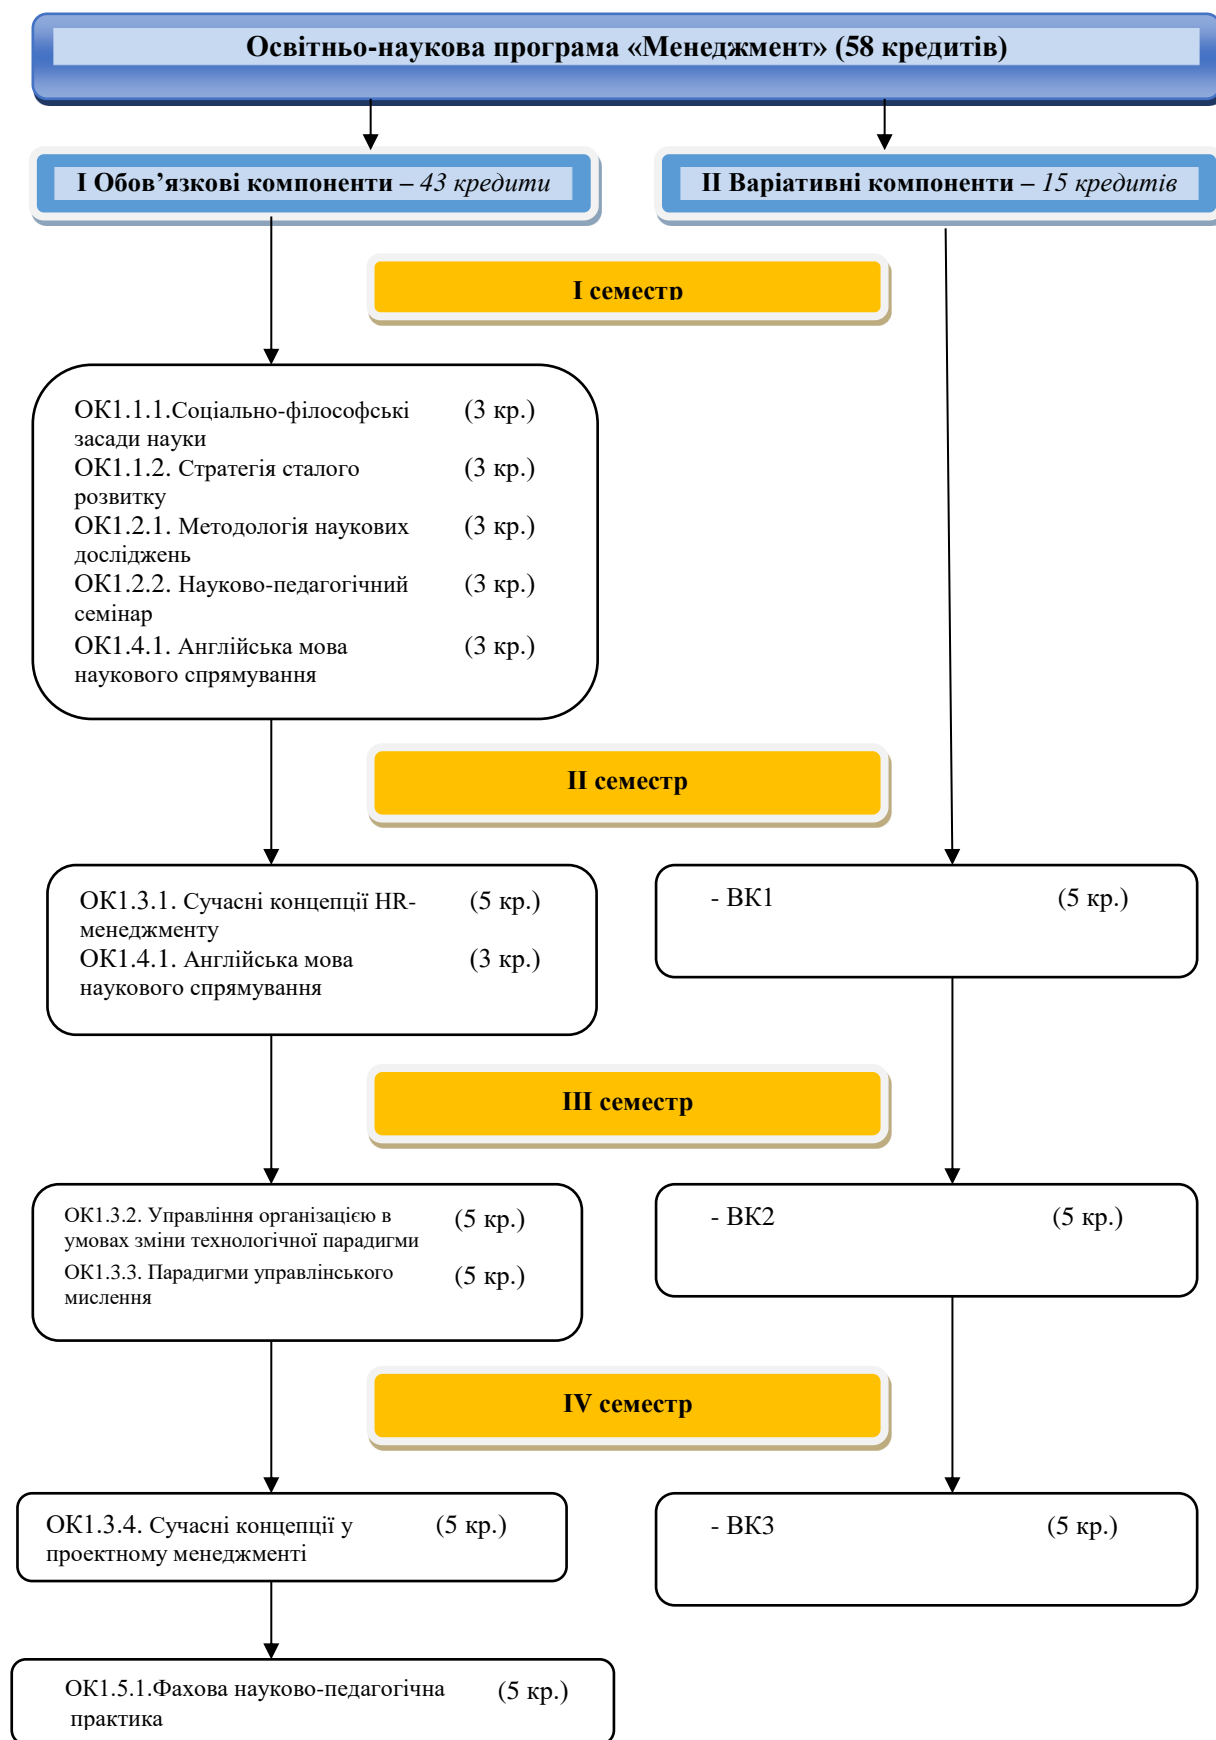 Освітньо-наукова програма «Менеджмент» (58 кредитів)
І Обов’язкові компоненти – 43 кредити
ІІ Варіативні компоненти – 15 кредитів
І семестр
ОК1.1.1.Соціально-філософські (3 кр.)
засади науки
ОК1.1.2. Стратегія сталого (3 кр.)
розвитку
ОК1.2.1. Методологія наукових (3 кр.)
досліджень
ОК1.2.2. Науково-педагогічний (3 кр.)
семінар
ОК1.4.1. Англійська мова (3 кр.)
наукового спрямування
ІІ семестр
ОК1.3.1. Сучасні концепції HR- (5 кр.)
менеджменту
ОК1.4.1. Англійська мова (3 кр.)
наукового спрямування
- ВК1 (5 кр.)
ІІІ семестр
ОК1.3.2. Управління організацією в (5 кр.)
умовах зміни технологічної парадигми
ОК1.3.3. Парадигми управлінського (5 кр.)
мислення
- ВК2 (5 кр.)
IV семестр
ОК1.3.4. Сучасні концепції у (5 кр.)
проектному менеджменті
- ВК3 (5 кр.)
ОК1.5.1.Фахова науково-педагогічна (5 кр.)
практика